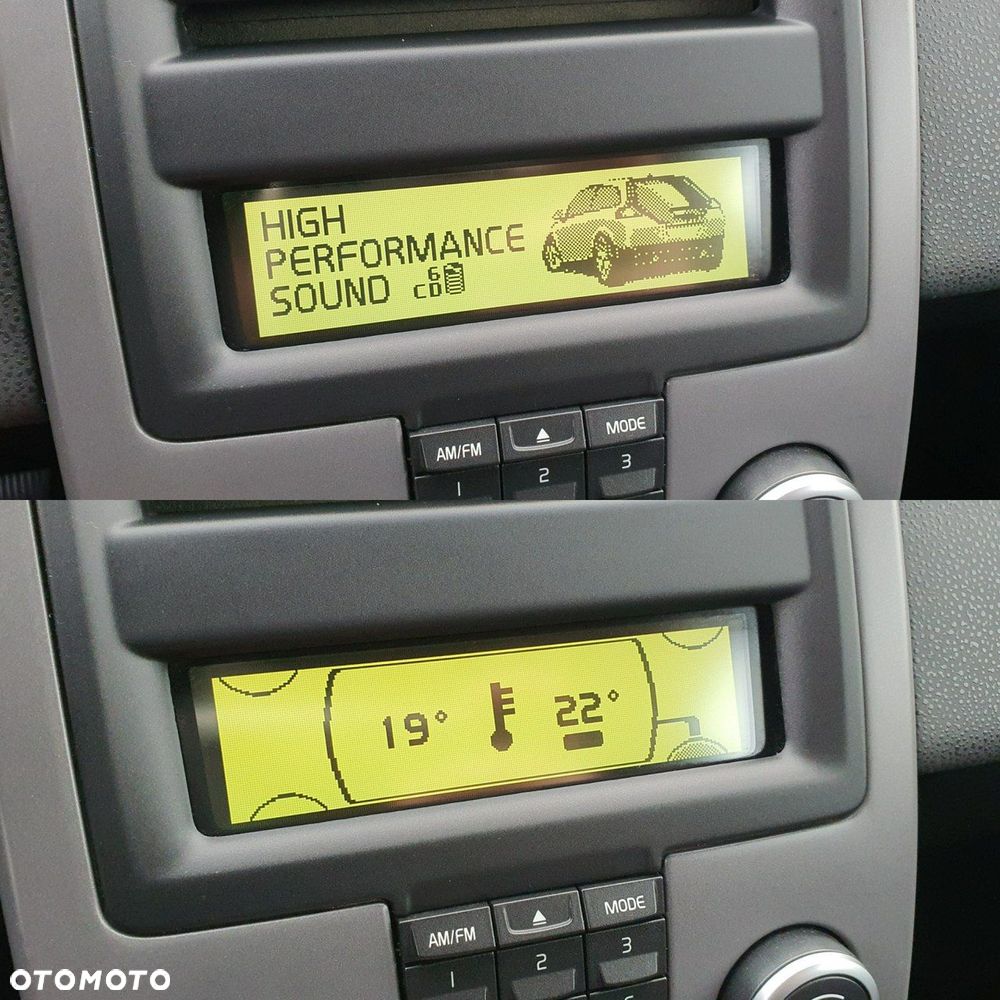 HIGH
PERFORMANCE
SOUND 6 CD
AM/FM
MODE
1
2
3
19° 22°
AM/FM
MODE
1
2
3
OTOMOTO